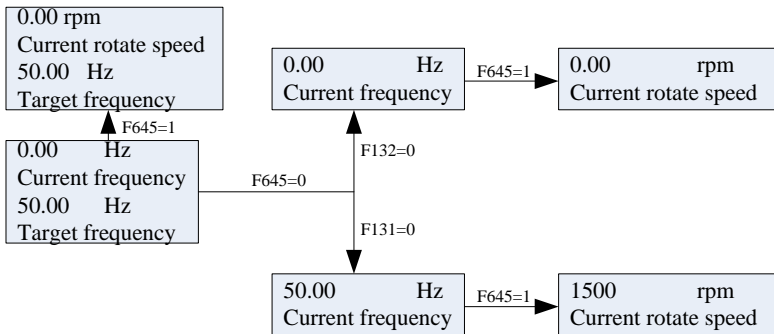 0.00 rpm
Current rotate speed
50.00 Hz
Target frequency
F645=1
0.00 Hz
Current frequency
50.00 Hz
Target frequency
F645=0
0.00 Hz
Current frequency
F645=1
0.00 rpm
Current rotate speed
F132=0
F131=0
50.00 Hz
Current frequency
F645=1
1500 rpm
Current rotate speed